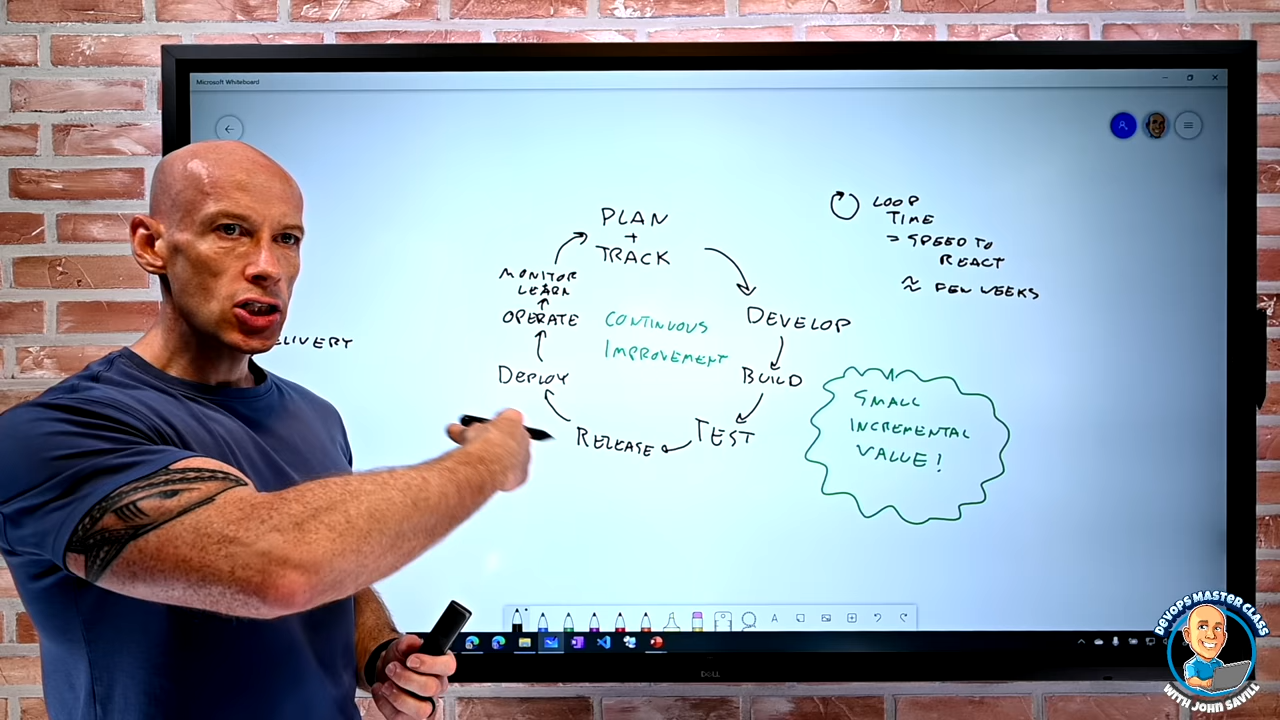 Microsoft Whiteboard
PLAN
+
TRACK
MONITOR
LEARN
OPERATE
CONTINUOUS
IMPROVEMENT
DEPLOY
RELEASE
TEST
BUILD
DEVELOP
LOOP
TIME
⇒ SPEED TO
REACT
≈ FEW WEEKS
SMALL
INCREMENTAL
VALUE!
ELIVERY
A
DELL
DEVOPS MASTER CLASS
WITH JOHN SAVILL